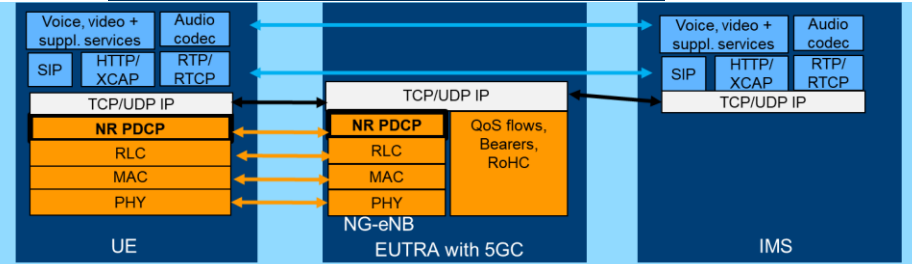 Voice, video +
suppl. services
Audio
codec
SIP
HTTP/
XCAP
RTP/
RTCP
TCP/UDP IP
NR PDCP
RLC
MAC
PHY
UE
TCP/UDP IP
NR PDCP
RLC
MAC
PHY
QoS flows,
Bearers,
RoHC
NG-eNB
EUTRA with 5GC
Voice, video +
suppl. services
Audio
codec
SIP
HTTP/
XCAP
RTP/
RTCP
TCP/UDP IP
IMS